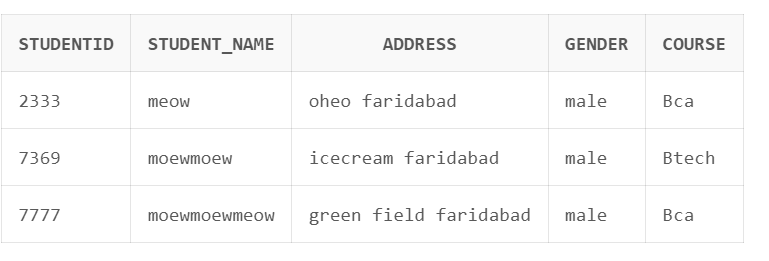 STUDENTID STUDENT_NAME ADDRESS GENDER COURSE
2333 meow oheo faridabad male Bca
7369 moewmoew icecream faridabad male Btech
7777 moewmoewmeow green field faridabad male Bca